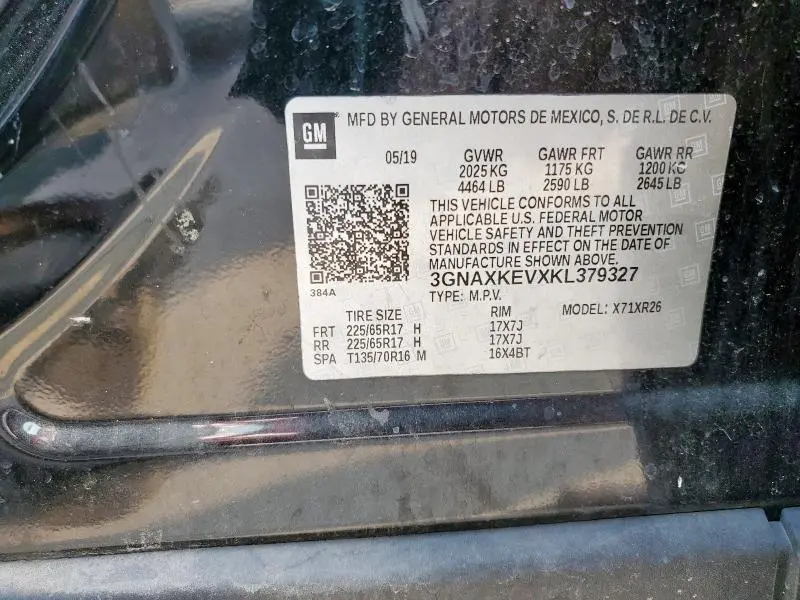 GM
MFD BY GENERAL MOTORS DE MEXICO, S. DE R.L. DE C.V.
05/19 GVWR GAWR FRT GAWR RR
2025 KG 1175 KG 1200 KG
4464 LB 2590 LB 2645 LB
THIS VEHICLE CONFORMS TO ALL
APPLICABLE U.S. FEDERAL MOTOR
VEHICLE SAFETY AND THEFT PREVENTION
STANDARDS IN EFFECT ON THE DATE OF
MANUFACTURE SHOWN ABOVE.
3GNAXKEVXKL379327
384A
TYPE: M.P.V.
TIRE SIZE RIM MODEL: X71XR26
FRT 225/65R17 H 17X7J
RR 225/65R17 H 17X7J
SPA T135/70R16 M 16X4BT